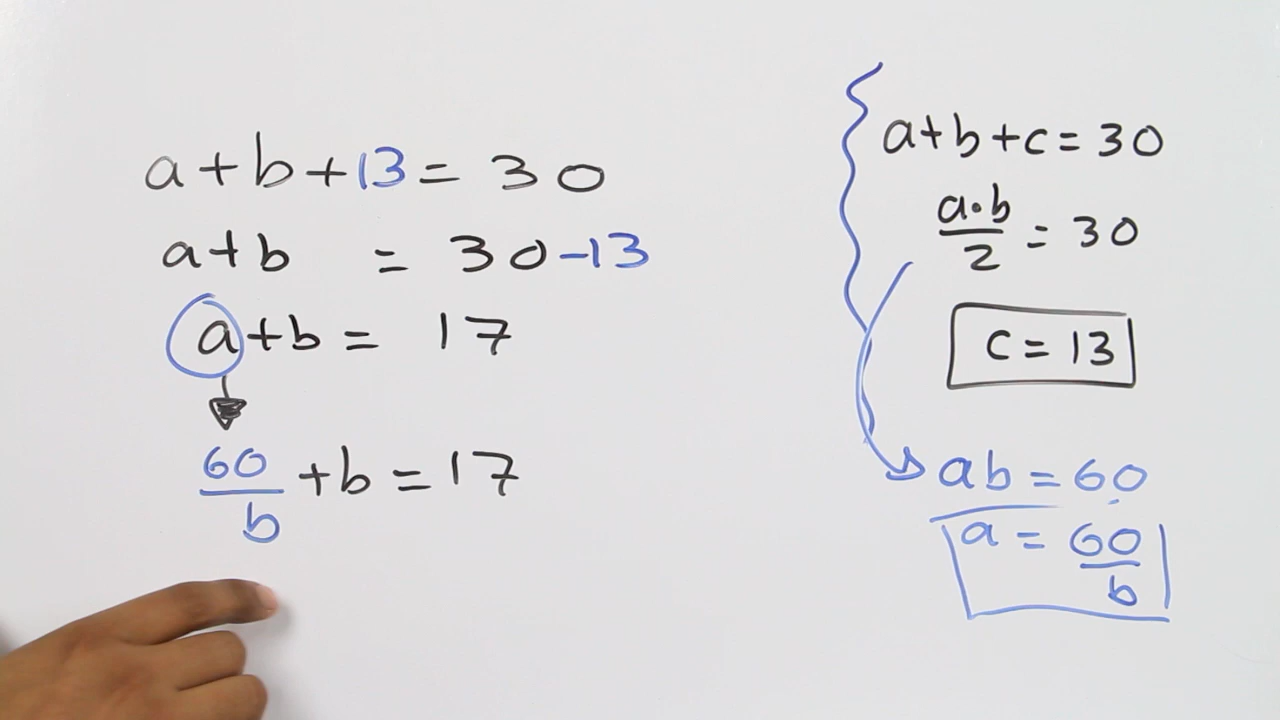 a+b+13=30
a+b = 30-13
a+b = 17
60/b +b=17
a+b+c=30
a·b/2 = 30
c=13
ab=60
a = 60/b